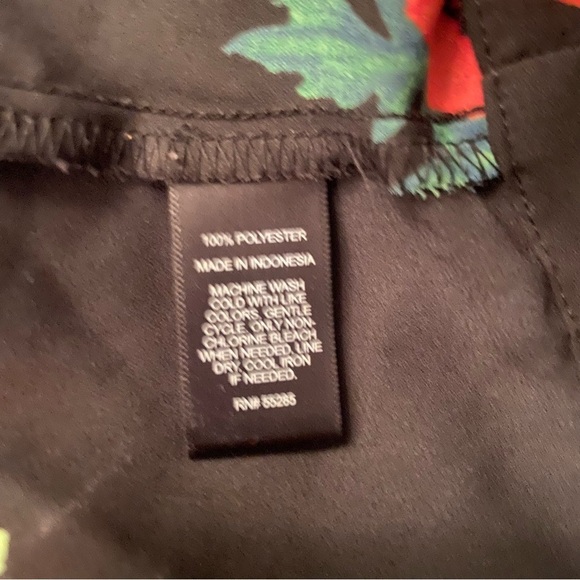 100% POLYESTER
MADE IN INDONESIA
MACHINE WASH
COLD WITH LIKE
COLORS, GENTLE
CYCLE, ONLY NON-
CHLORINE BLEACH
WHEN NEEDED, LINE
DRY, COOL IRON
IF NEEDED.
RN# 55285